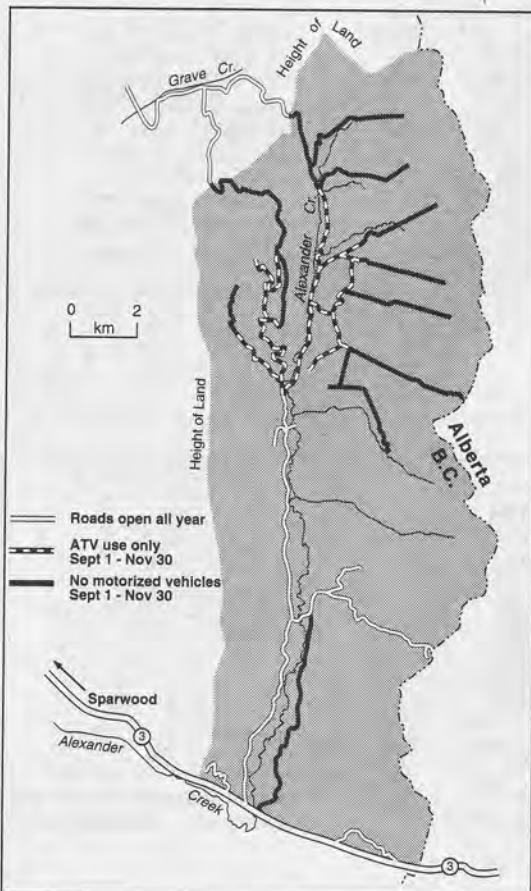 Height of Land
Grave Cr.
Alexander Cr.
0 2
km
Height of Land
Alberta
B.C.
Roads open all year
ATV use only
Sept 1 - Nov 30
No motorized vehicles
Sept 1 - Nov 30
Sparwood
3
Alexander
Creek
3